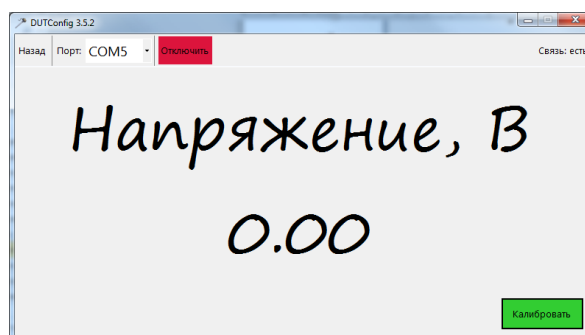 DUTConfig 3.5.2
Назад Порт: COM5 Отключить Связь: есть
Напряжение, В
0.00
Калибровать